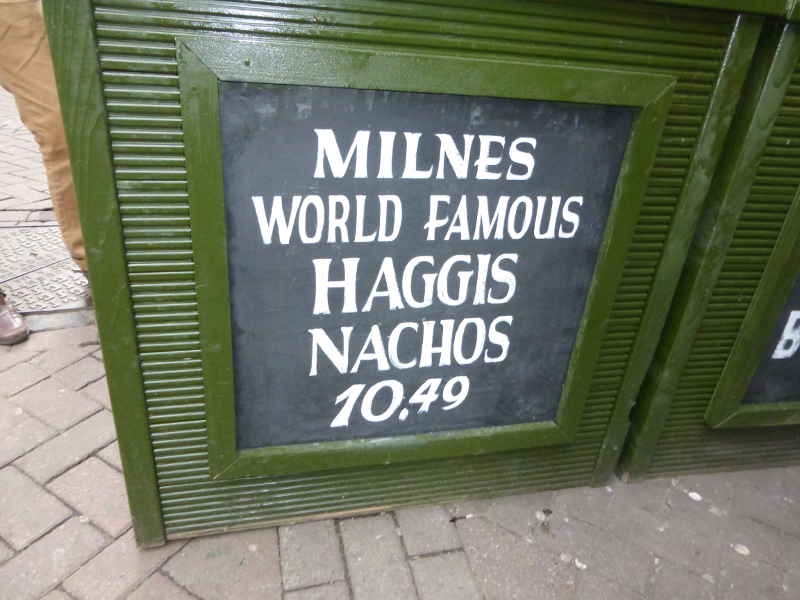 MILNES
WORLD FAMOUS
HAGGIS
NACHOS
10.49
B